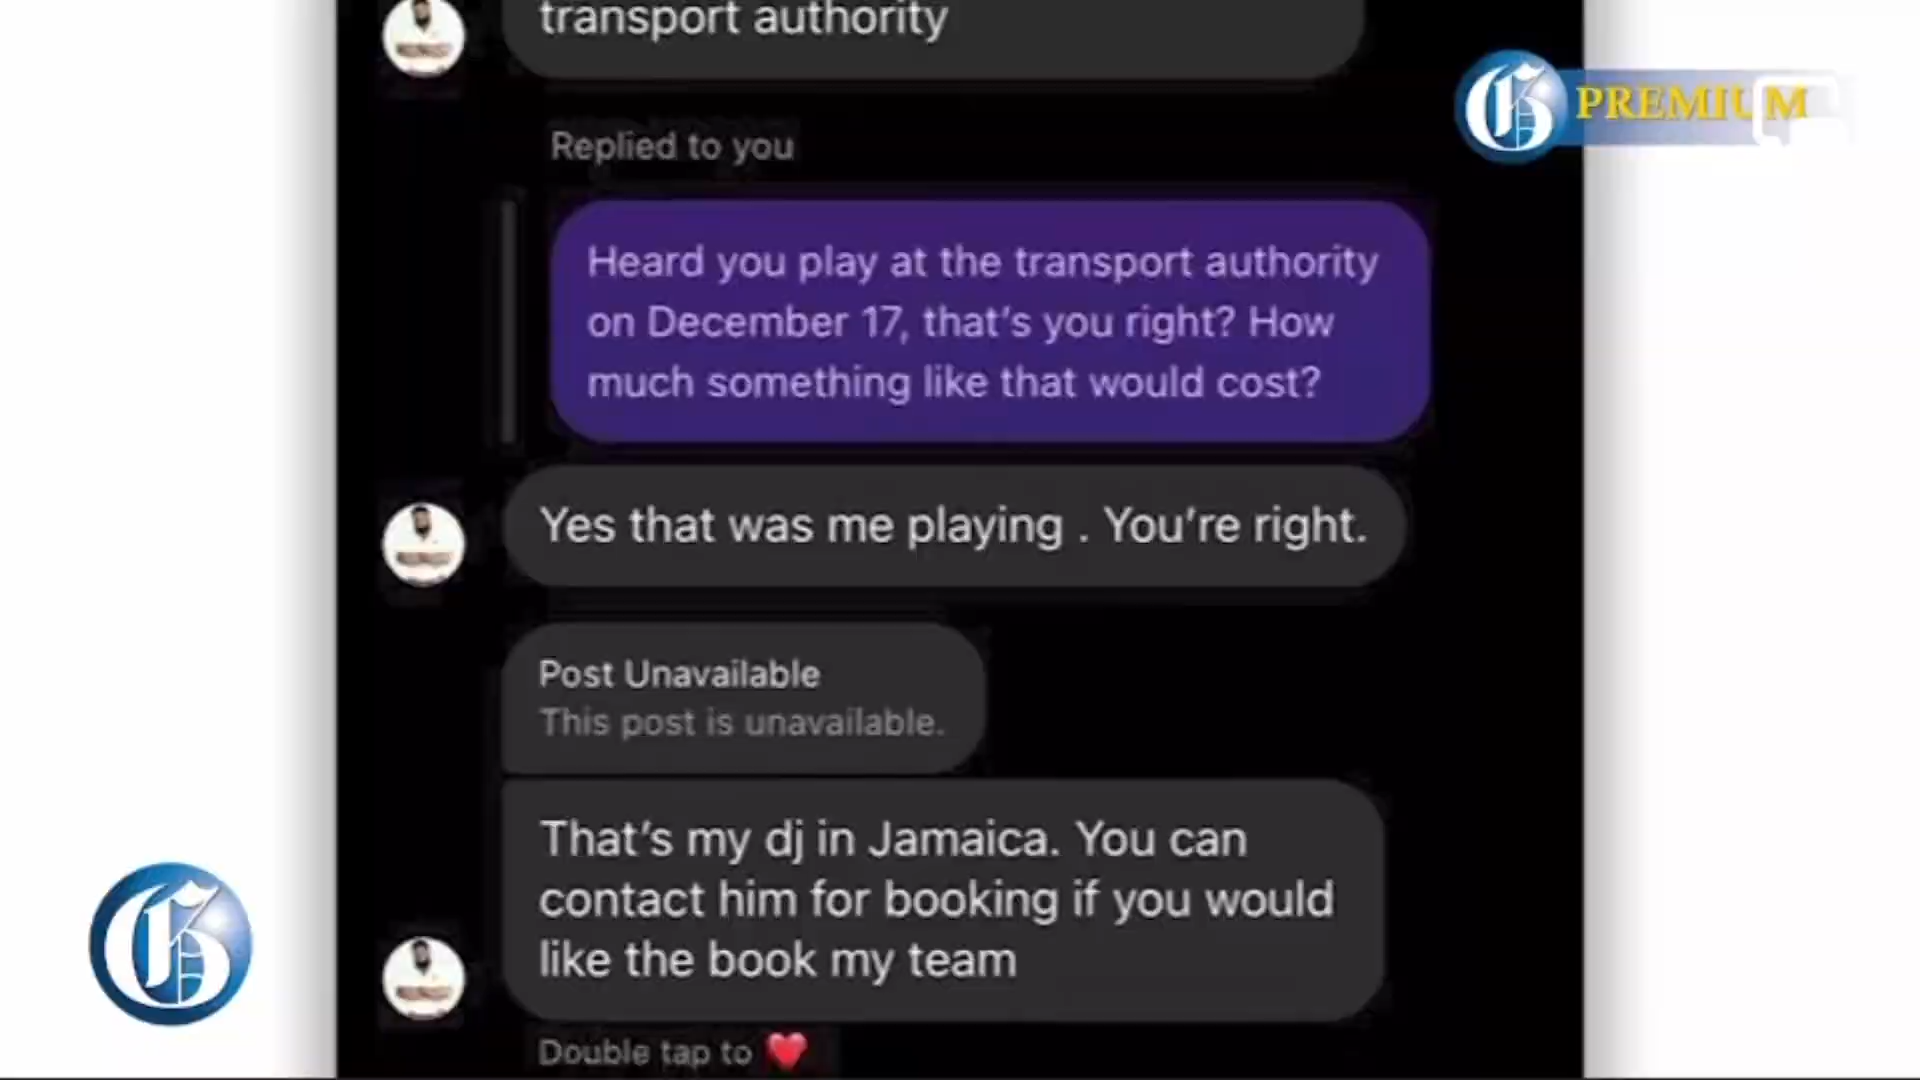 transport authority
PREMIUM
Replied to you
Heard you play at the transport authority
on December 17, that's you right? How
much something like that would cost?
Yes that was me playing . You're right.
Post Unavailable
This post is unavailable.
That's my dj in Jamaica. You can
contact him for booking if you would
like the book my team
Double tap to ❤️